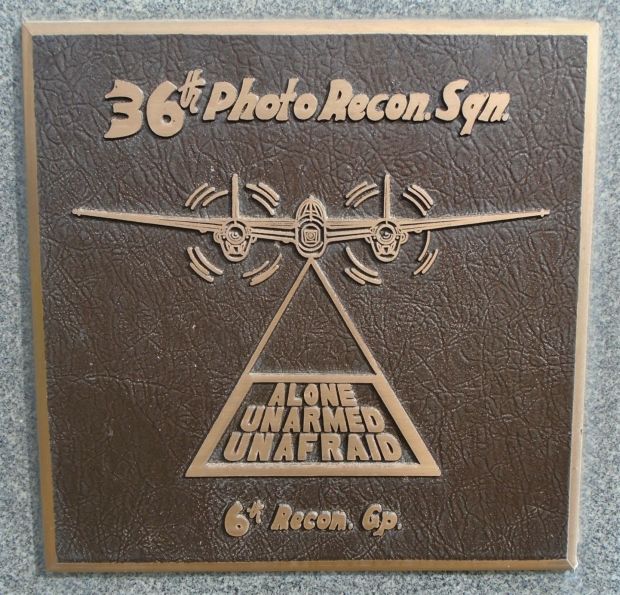 36th Photo Recon. Sqn.
ALONE
UNARMED
UNAFRAID
6th Recon. Gp.